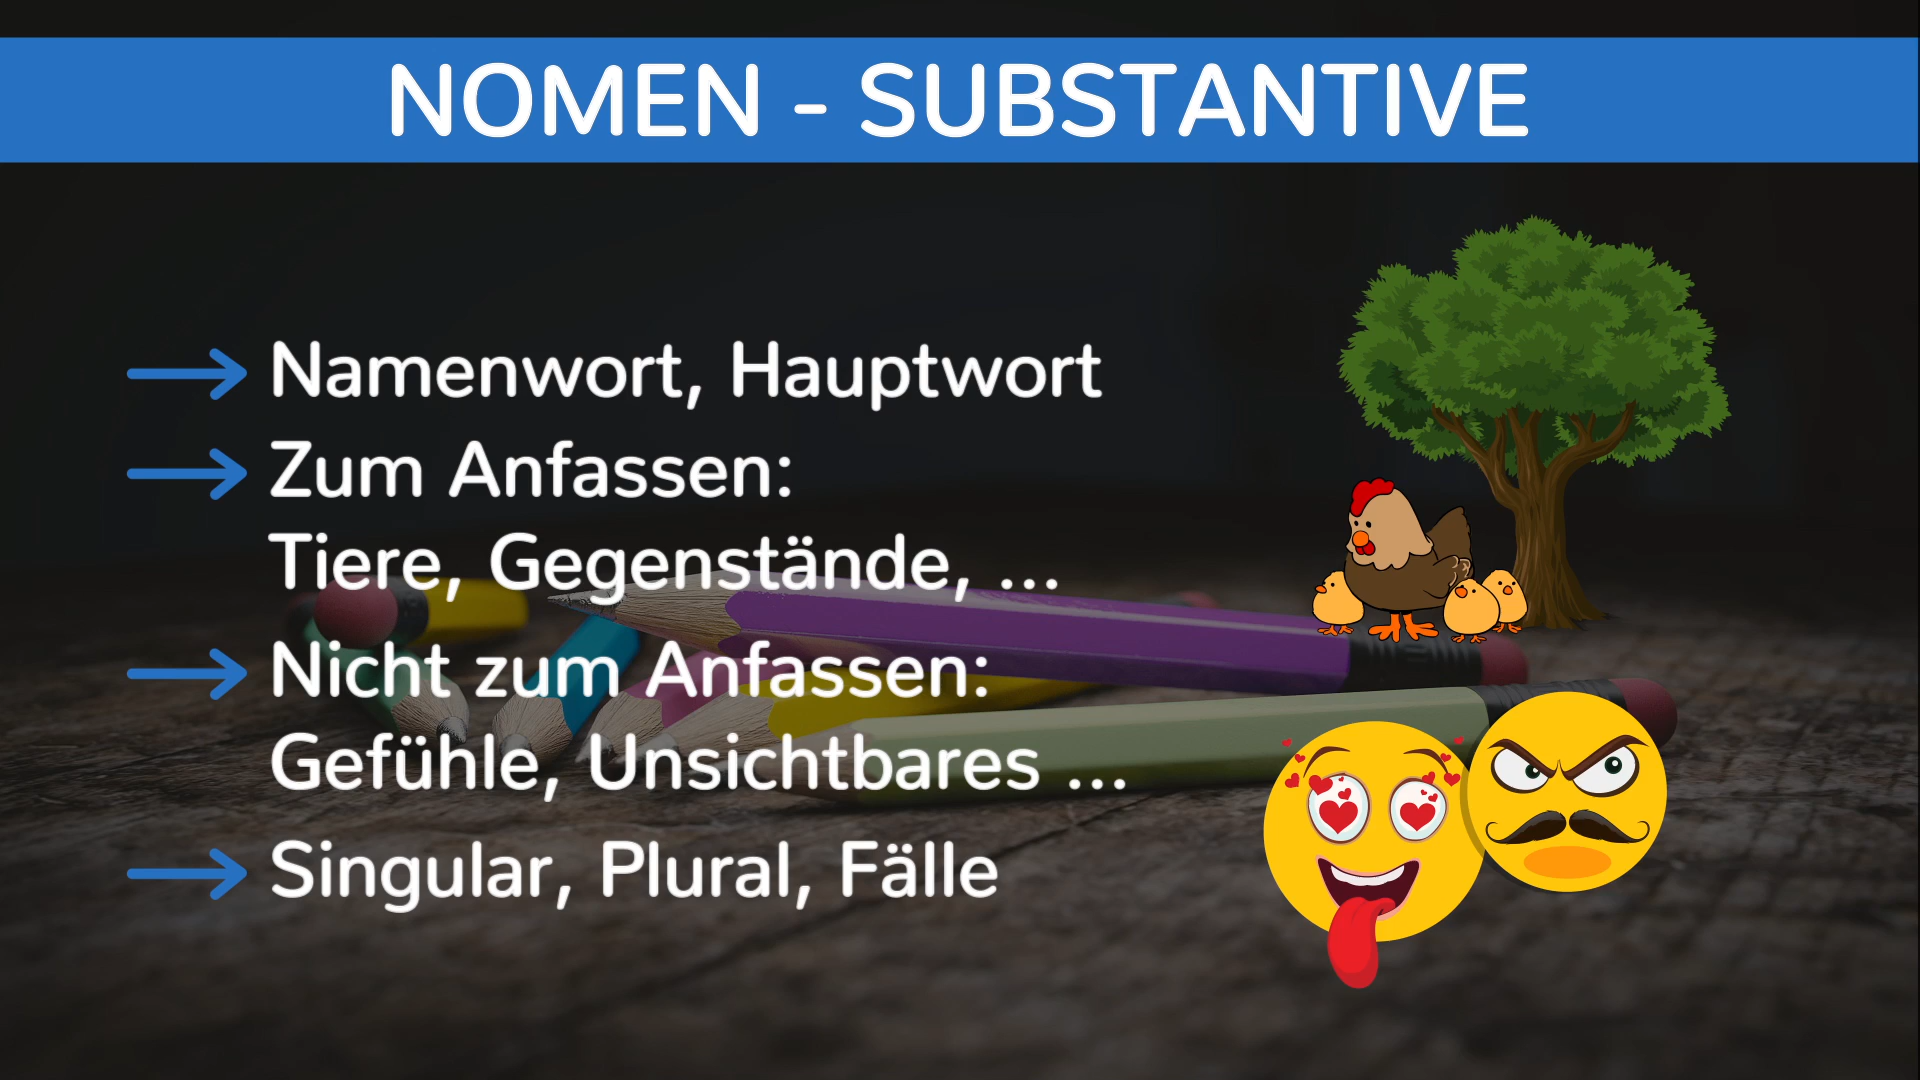 NOMEN - SUBSTANTIVE
Namenwort, Hauptwort
Zum Anfassen:
Tiere, Gegenstände, ...
Nicht zum Anfassen:
Gefühle, Unsichtbares ...
Singular, Plural, Fälle